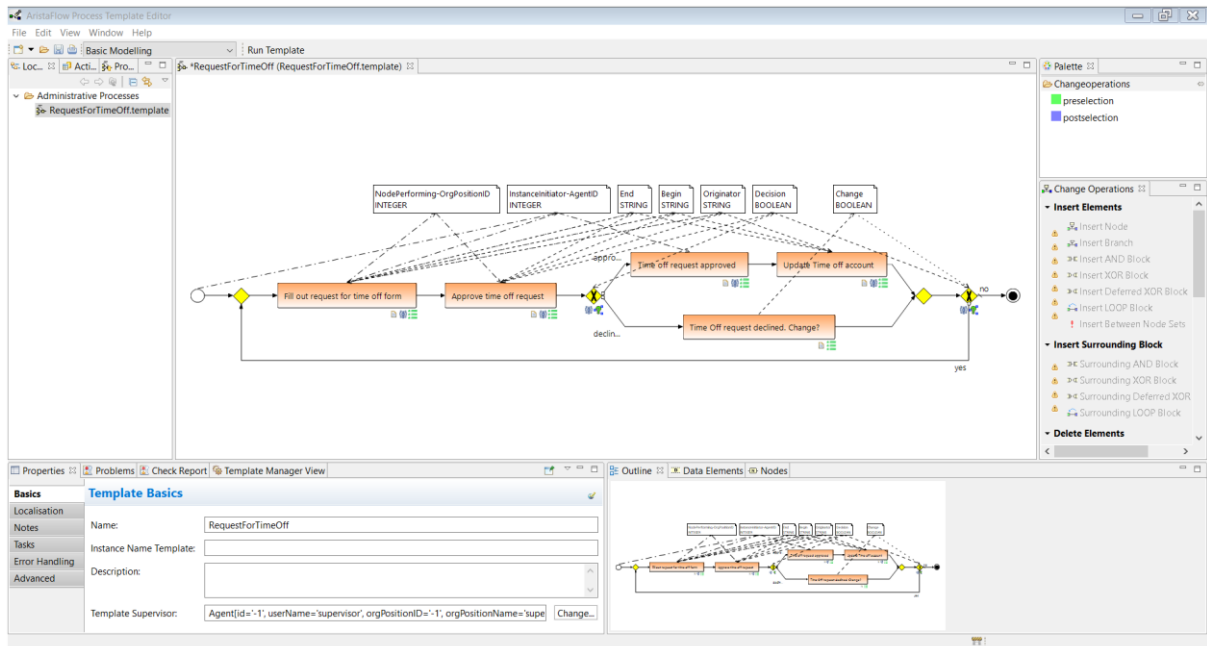 AristaFlow Process Template Editor
File Edit View Window Help
Basic Modelling
Run Template
Loc... Acti... Pro...
*RequestForTimeOff (RequestForTimeOff.template)
Palette
Administrative Processes
RequestForTimeOff.template
Changeoperations
preselection
postselection
NodePerforming-OrgPositionID
INTEGER
InstanceInitiator-AgentID
INTEGER
End
STRING
Begin
STRING
Originator
STRING
Decision
BOOLEAN
Change
BOOLEAN
Change Operations
Insert Elements
Insert Node
Insert Branch
Insert AND Block
Insert XOR Block
Insert Deferred XOR Block
Insert LOOP Block
Insert Between Node Sets
Insert Surrounding Block
Surrounding AND Block
Surrounding XOR Block
Surrounding Deferred XOR
Surrounding LOOP Block
Delete Elements
appro...
Time off request approved
Update Time off account
Fill out request for time off form
Approve time off request
no
Time Off request declined. Change?
declin...
yes
Properties Problems Check Report Template Manager View
Outline Data Elements Nodes
Basics
Localisation
Notes
Tasks
Error Handling
Advanced
Template Basics
Name: RequestForTimeOff
Instance Name Template:
Description:
Template Supervisor: Agent[id='-1', userName='supervisor', orgPositionID='-1', orgPositionName='supe
Change...